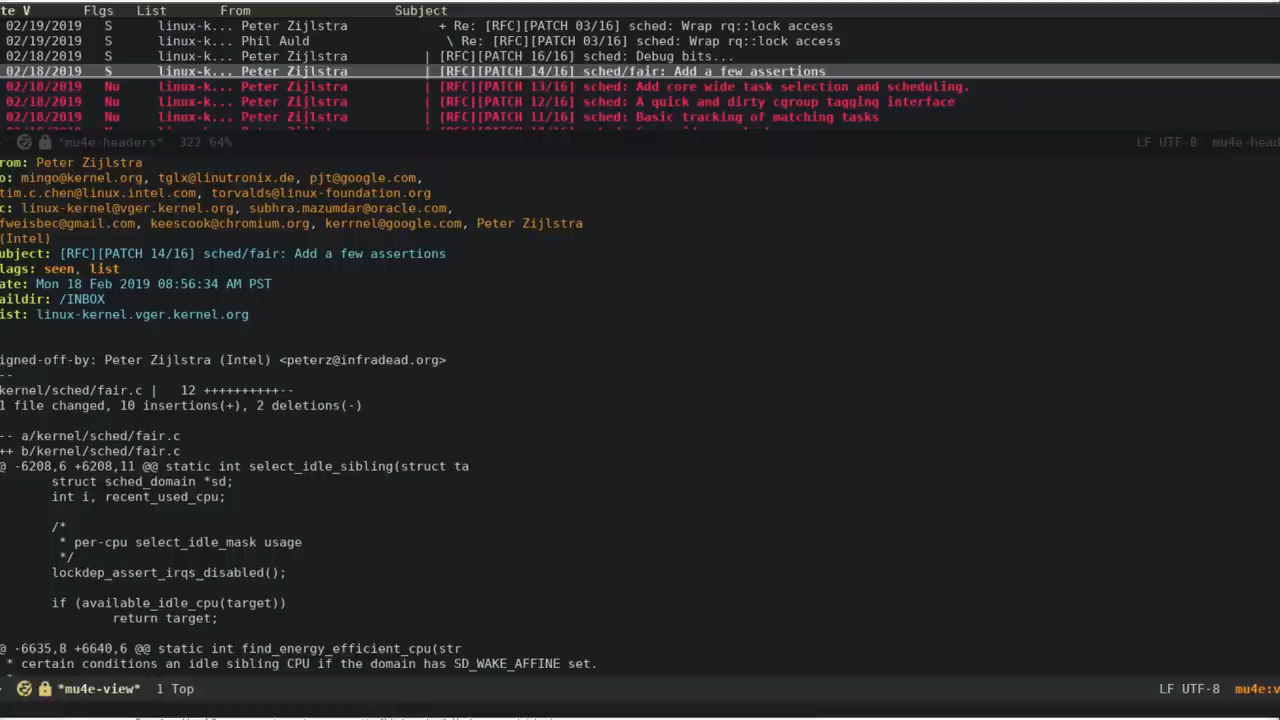 te V Flgs List From Subject
02/19/2019 S linux-k... Peter Zijlstra + Re: [RFC][PATCH 03/16] sched: Wrap rq::lock access
02/19/2019 S linux-k... Phil Auld \ Re: [RFC][PATCH 03/16] sched: Wrap rq::lock access
02/18/2019 S linux-k... Peter Zijlstra | [RFC][PATCH 16/16] sched: Debug bits...
02/18/2019 S linux-k... Peter Zijlstra | [RFC][PATCH 14/16] sched/fair: Add a few assertions
02/18/2019 Nu linux-k... Peter Zijlstra | [RFC][PATCH 13/16] sched: Add core wide task selection and scheduling.
02/18/2019 Nu linux-k... Peter Zijlstra | [RFC][PATCH 12/16] sched: A quick and dirty cgroup tagging interface
02/18/2019 Nu linux-k... Peter Zijlstra | [RFC][PATCH 11/16] sched: Basic tracking of matching tasks
*mu4e-headers* 322 64% LF UTF-8 mu4e-head
rom: Peter Zijlstra
o: mingo@kernel.org, tglx@linutronix.de, pjt@google.com,
tim.c.chen@linux.intel.com, torvalds@linux-foundation.org
c: linux-kernel@vger.kernel.org, subhra.mazumdar@oracle.com,
fweisbec@gmail.com, keescook@chromium.org, kerrnel@google.com, Peter Zijlstra
(Intel)
ubject: [RFC][PATCH 14/16] sched/fair: Add a few assertions
lags: seen, list
ate: Mon 18 Feb 2019 08:56:34 AM PST
aildir: /INBOX
ist: linux-kernel.vger.kernel.org
igned-off-by: Peter Zijlstra (Intel) <peterz@infradead.org>
--
kernel/sched/fair.c | 12 ++++++++++--
1 file changed, 10 insertions(+), 2 deletions(-)
-- a/kernel/sched/fair.c
++ b/kernel/sched/fair.c
@ -6208,6 +6208,11 @@ static int select_idle_sibling(struct ta
struct sched_domain *sd;
int i, recent_used_cpu;
/*
* per-cpu select_idle_mask usage
*/
lockdep_assert_irqs_disabled();
if (available_idle_cpu(target))
return target;
@ -6635,8 +6640,6 @@ static int find_energy_efficient_cpu(str
* certain conditions an idle sibling CPU if the domain has SD_WAKE_AFFINE set.
*mu4e-view* 1 Top LF UTF-8 mu4e:v